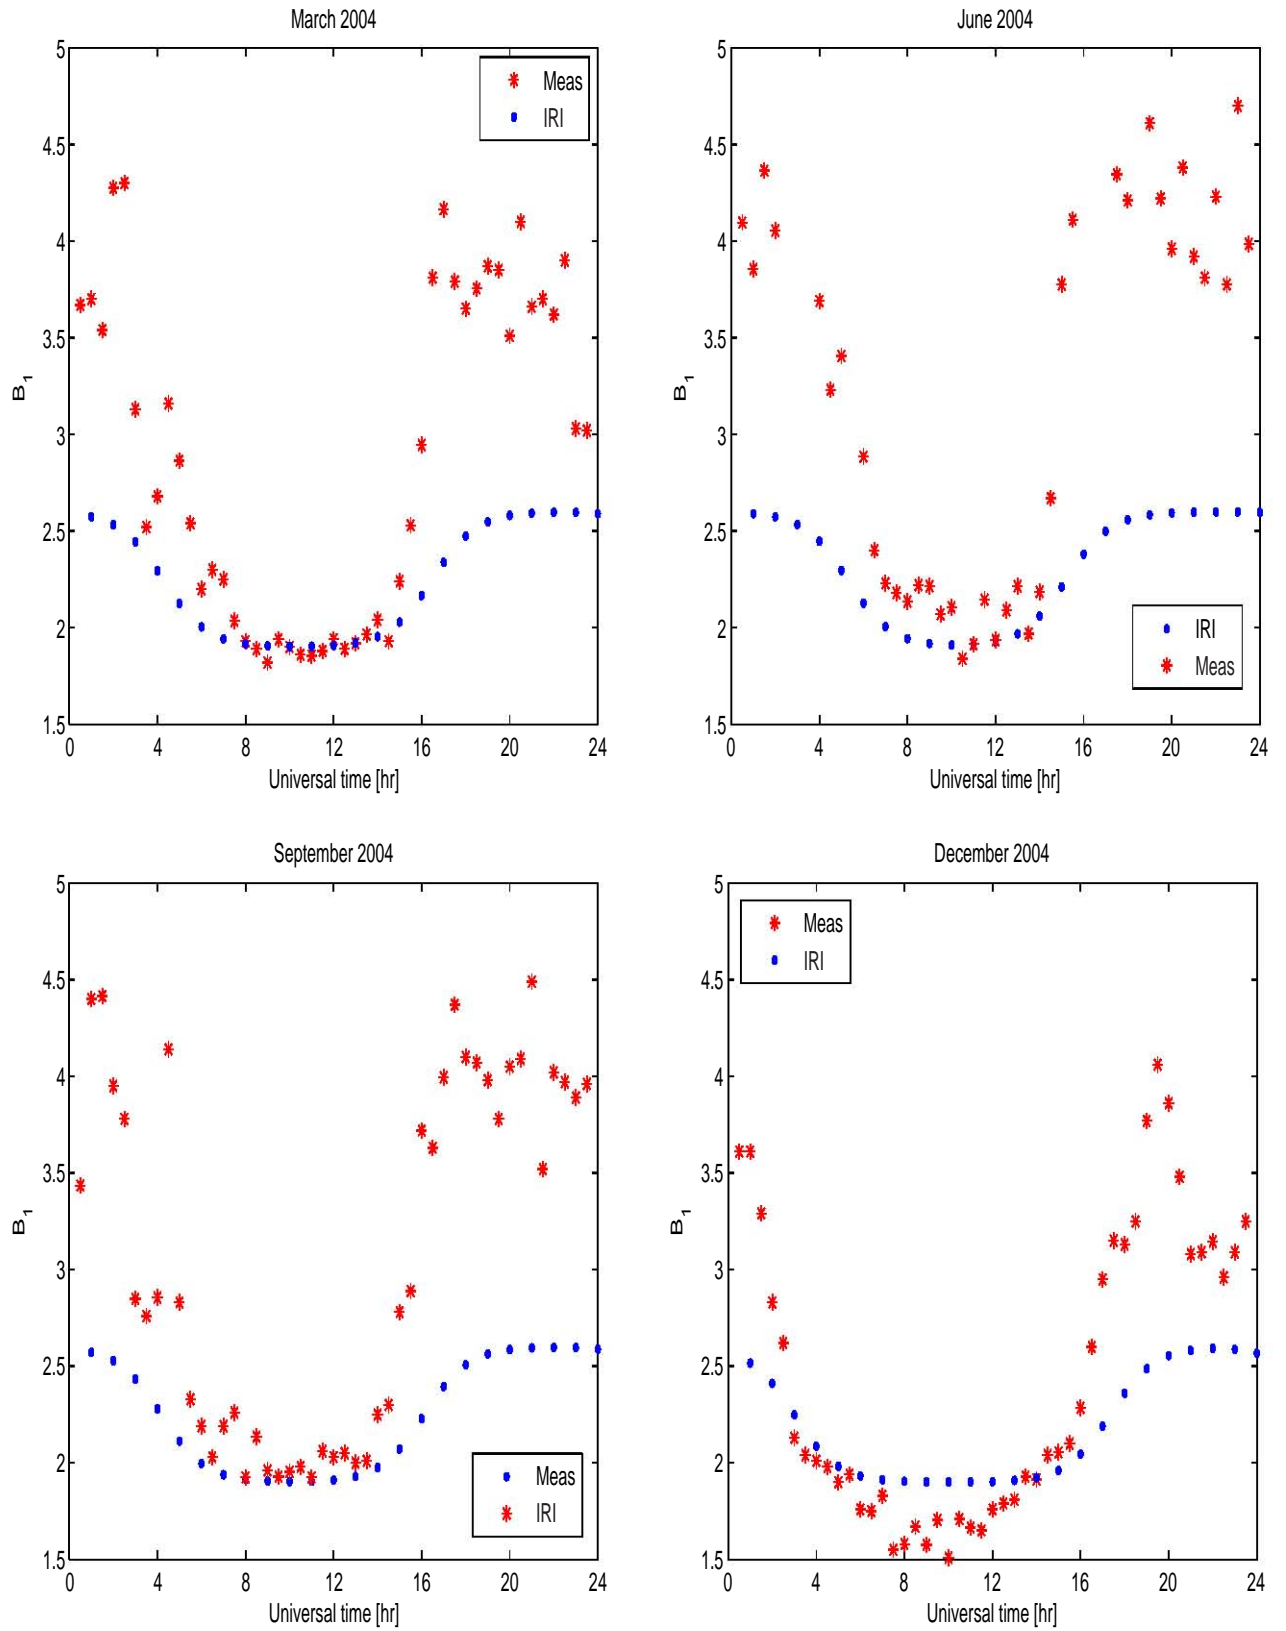 March 2004
5
4.5
4
3.5
3
2.5
2
1.5
0 4 8 12 16 20 24
B1
Universal time [hr]
Meas
IRI
June 2004
5
4.5
4
3.5
3
2.5
2
1.5
0 4 8 12 16 20 24
B1
Universal time [hr]
IRI
Meas
September 2004
5
4.5
4
3.5
3
2.5
2
1.5
0 4 8 12 16 20 24
B1
Universal time [hr]
Meas
IRI
December 2004
5
4.5
4
3.5
3
2.5
2
1.5
0 4 8 12 16 20 24
B1
Universal time [hr]
Meas
IRI